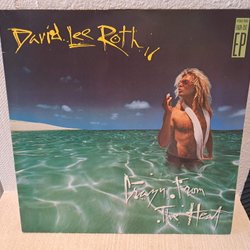 David Lee Roth
EP
Crazy From
The Heat